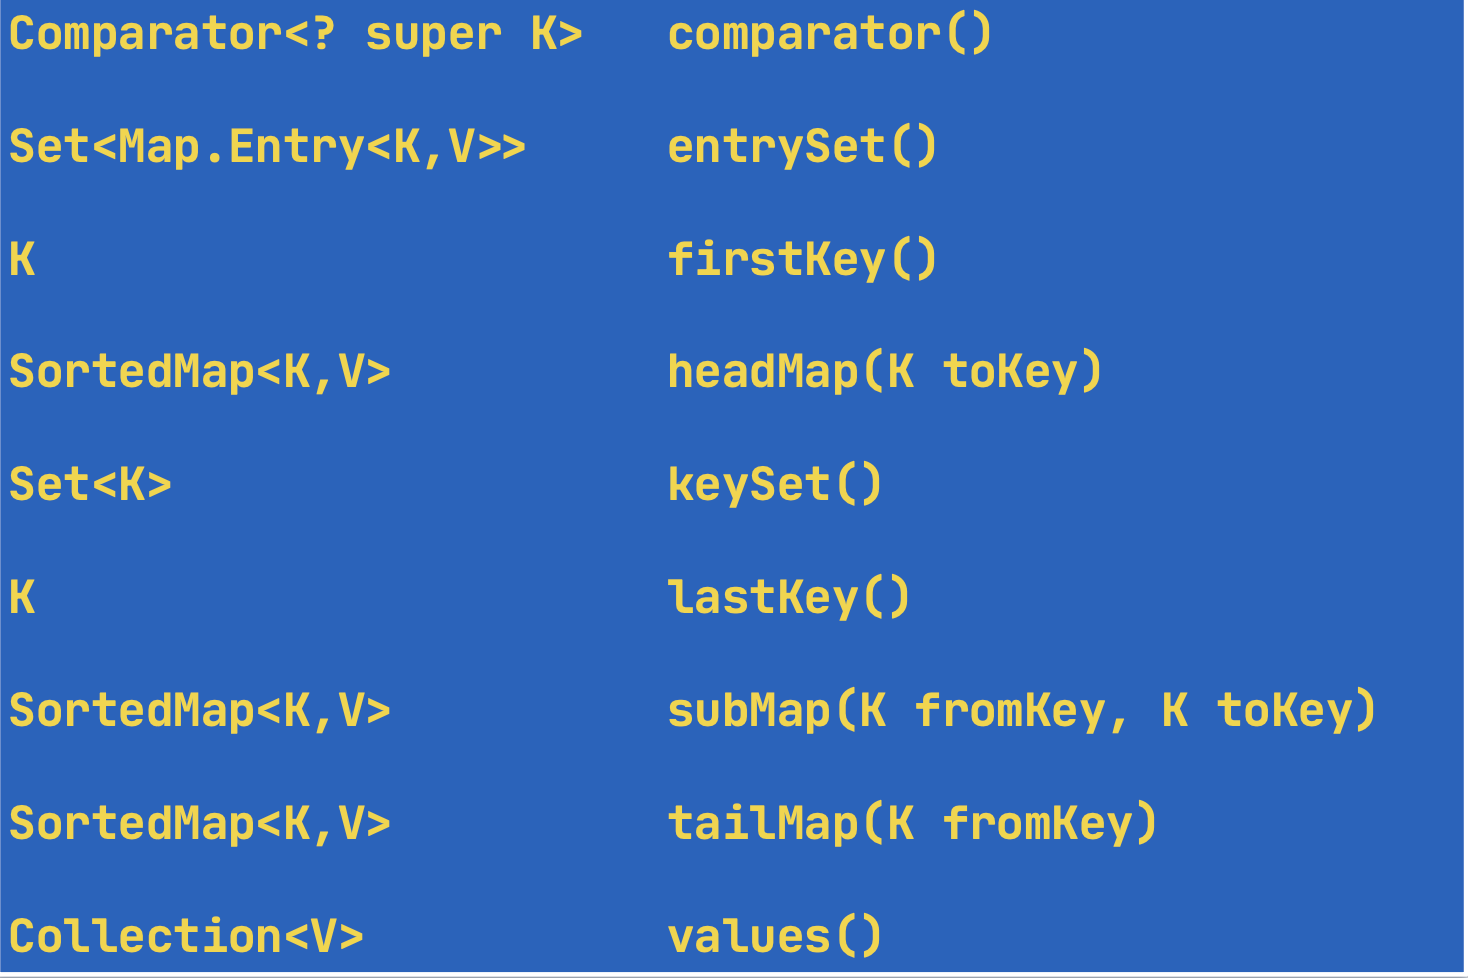 Comparator<? super K> comparator()
Set<Map.Entry<K,V>> entrySet()
K firstKey()
SortedMap<K,V> headMap(K toKey)
Set<K> keySet()
K lastKey()
SortedMap<K,V> subMap(K fromKey, K toKey)
SortedMap<K,V> tailMap(K fromKey)
Collection<V> values()